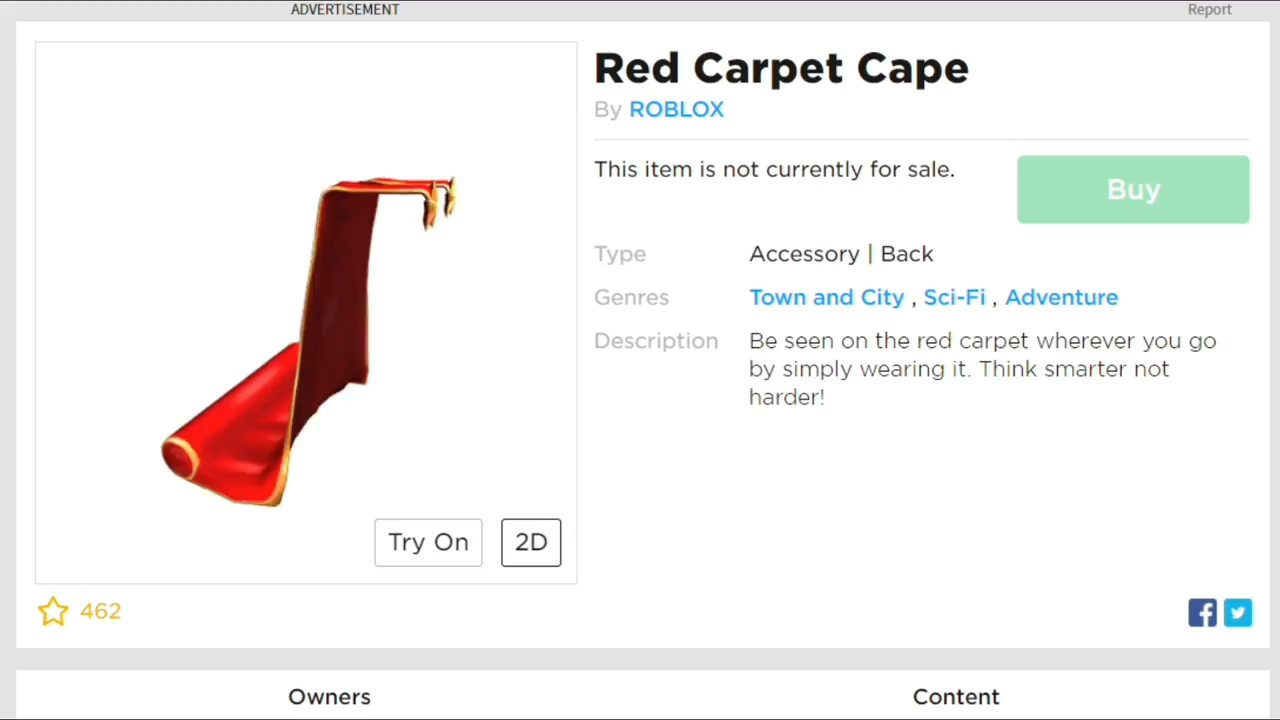 ADVERTISEMENT
Report
Red Carpet Cape
By ROBLOX
This item is not currently for sale.
Buy
Type Accessory | Back
Genres Town and City , Sci-Fi , Adventure
Description Be seen on the red carpet wherever you go
by simply wearing it. Think smarter not
harder!
Try On 2D
462
Owners Content